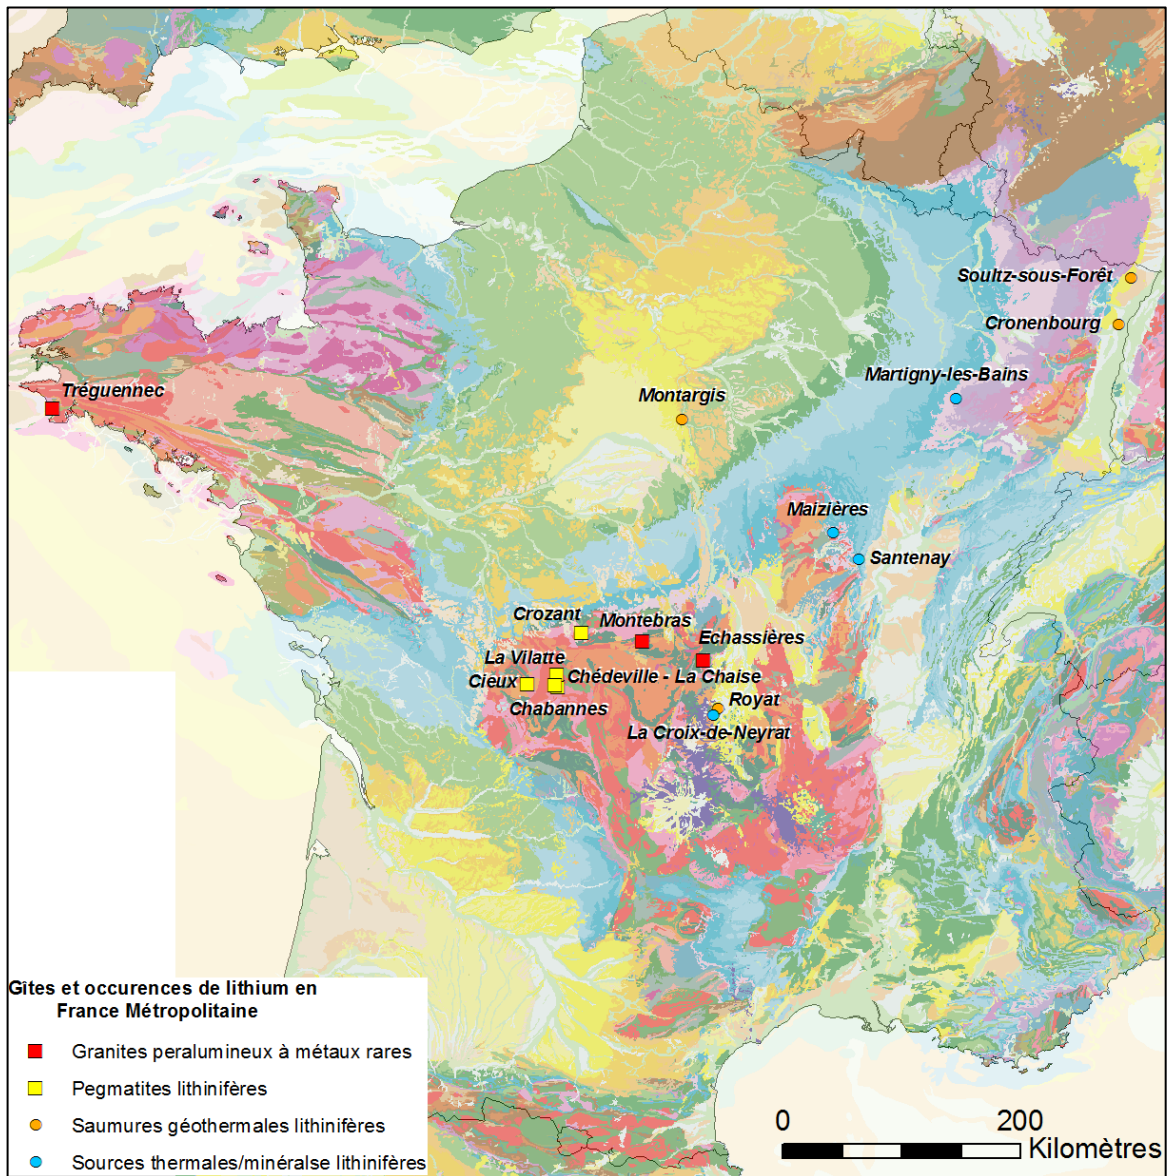 Soultz-sous-Forêt
Cronenbourg
Martigny-les-Bains
Tréguennec
Montargis
Maizières
Santenay
Crozant
Montebras
Echassières
La Vilatte
Cieux
Chédeville - La Chaise
Chabannes
Royat
La Croix-de-Neyrat
Gîtes et occurences de lithium en
France Métropolitaine
Granites peralumineux à métaux rares
Pegmatites lithinifères
Saumures géothermales lithinifères
Sources thermales/minéralse lithinifères
0 200
Kilomètres